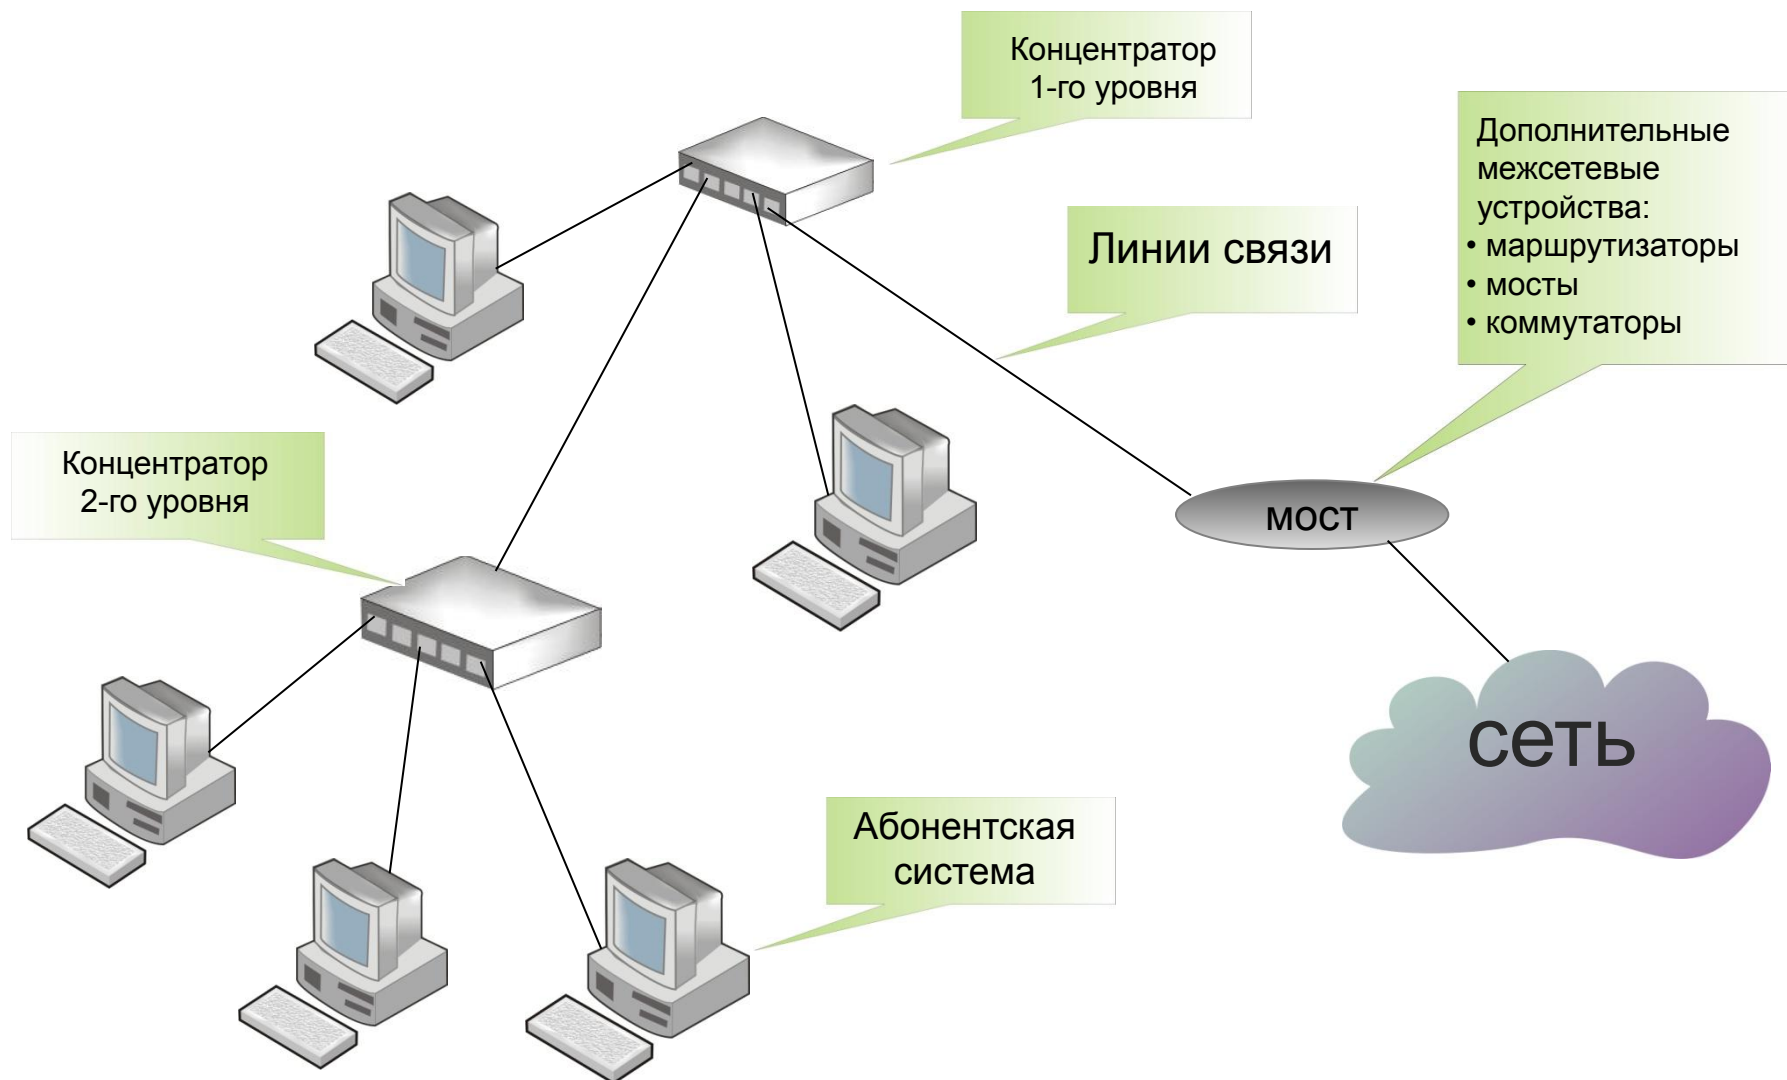 Концентратор
1-го уровня
Дополнительные
межсетевые
устройства:
• маршрутизаторы
• мосты
• коммутаторы
Линии связи
Концентратор
2-го уровня
мост
сеть
Абонентская
система